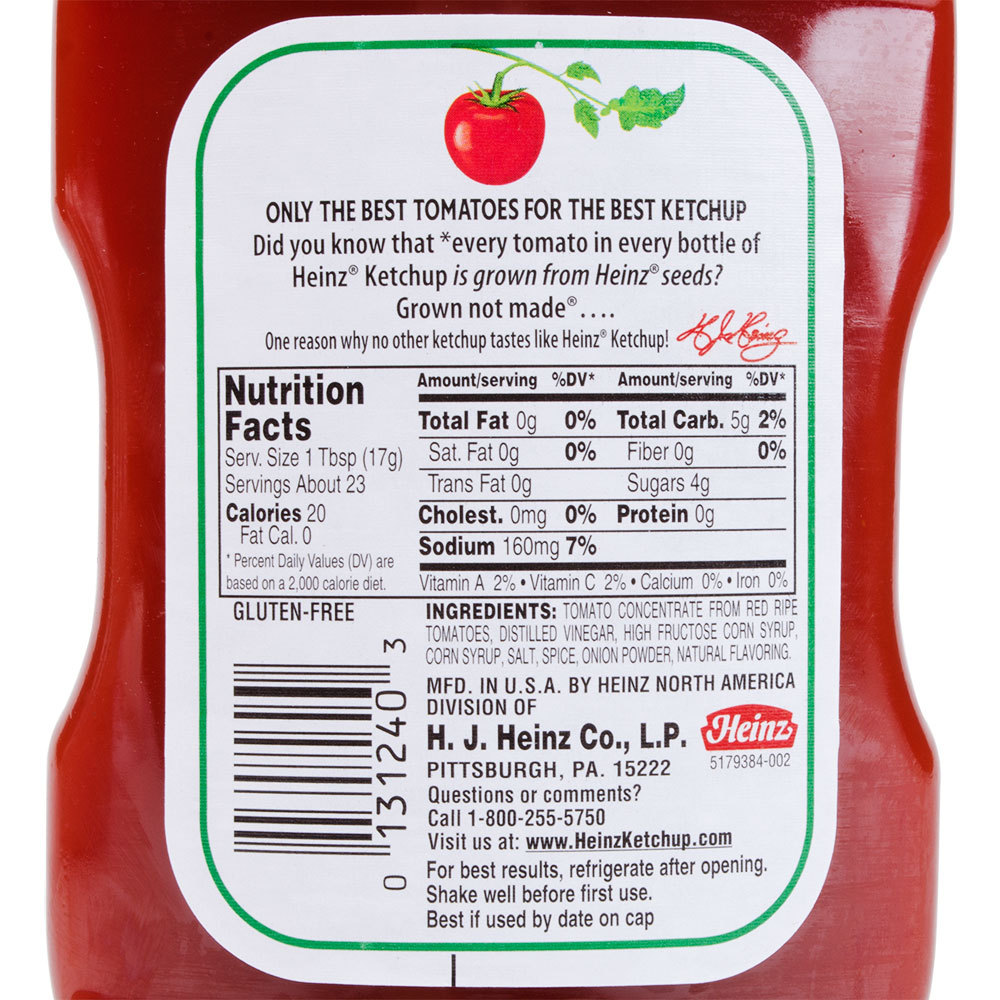 ONLY THE BEST TOMATOES FOR THE BEST KETCHUP
Did you know that *every tomato in every bottle of
Heinz® Ketchup is grown from Heinz® seeds?
Grown not made®....
One reason why no other ketchup tastes like Heinz® Ketchup!
H J Heinz
Nutrition
Facts
Serv. Size 1 Tbsp (17g)
Servings About 23
Calories 20
Fat Cal. 0
* Percent Daily Values (DV) are
based on a 2,000 calorie diet.
Amount/serving %DV* Amount/serving %DV*
Total Fat 0g 0% Total Carb. 5g 2%
Sat. Fat 0g 0% Fiber 0g 0%
Trans Fat 0g Sugars 4g
Cholest. 0mg 0% Protein 0g
Sodium 160mg 7%
Vitamin A 2% • Vitamin C 2% • Calcium 0% • Iron 0%
GLUTEN-FREE
0 131240 3
INGREDIENTS: TOMATO CONCENTRATE FROM RED RIPE
TOMATOES, DISTILLED VINEGAR, HIGH FRUCTOSE CORN SYRUP,
CORN SYRUP, SALT, SPICE, ONION POWDER, NATURAL FLAVORING.
MFD. IN U.S.A. BY HEINZ NORTH AMERICA
DIVISION OF
H. J. Heinz Co., L.P.
PITTSBURGH, PA. 15222
Heinz
5179384-002
Questions or comments?
Call 1-800-255-5750
Visit us at: www.HeinzKetchup.com
For best results, refrigerate after opening.
Shake well before first use.
Best if used by date on cap